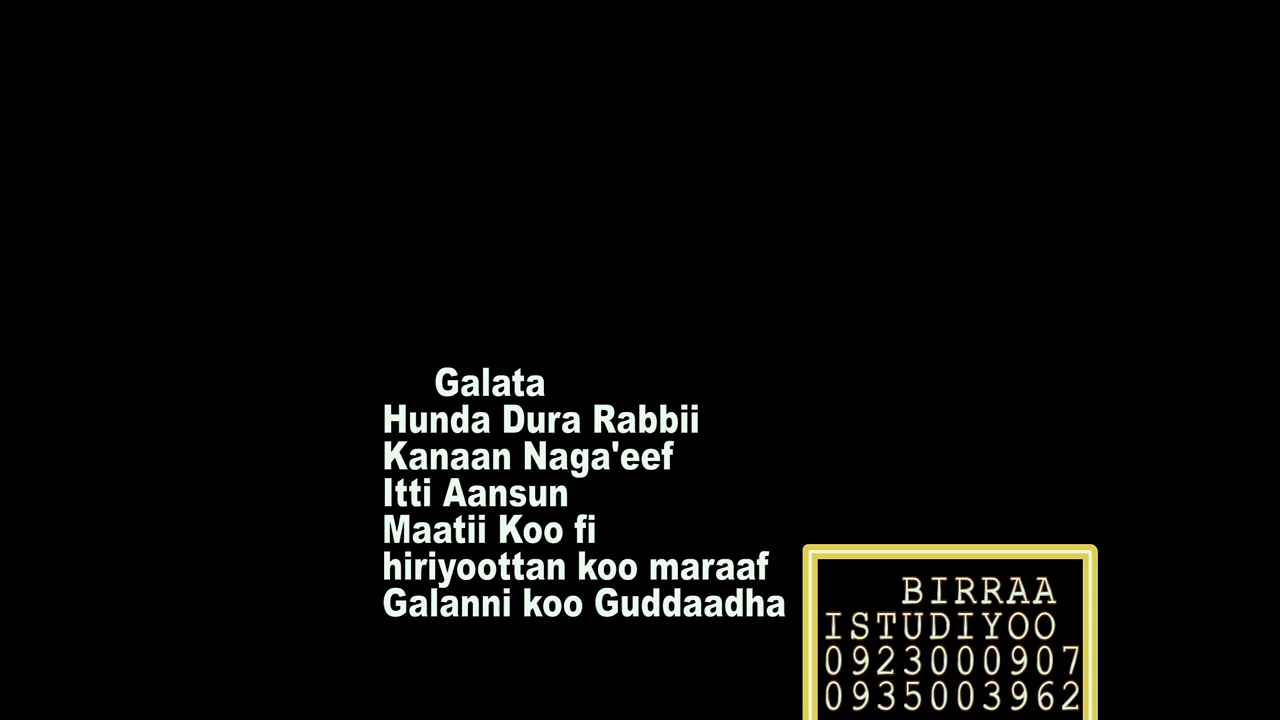 Galata
Hunda Dura Rabbii
Kanaan Naga'eef
Itti Aansun
Maatii Koo fi
hiriyoottan koo maraaf
Galanni koo Guddaadha
BIRRAA
ISTUDIYOO
0923000907
0935003962